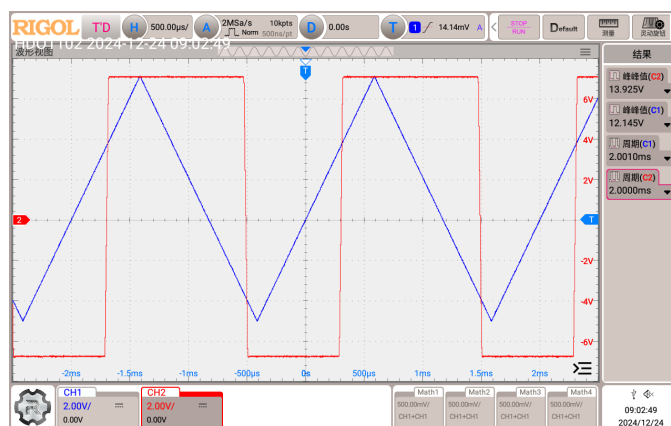 RIGOL T'D H 500.00μs/ A 2MSa/s 10kpts D 0.00s T 1 14.14mV A STOP Default
Norm 500ns/pt RUN 测量 灵动旋钮
HDO1102 2024-12-24 09:02:49
波形视图
T
结果
峰峰值(C2)
13.925V
峰峰值(C1)
12.145V
周期(C1)
2.0010ms
周期(C2)
2.0000ms
6V
4V
2V
2
T
-2V
-4V
-6V
-2ms -1.5ms -1ms -500μs 0s 500μs 1ms 1.5ms 2ms
CH1 CH2 Math1 Math2 Math3 Math4
2.00V/ 2.00V/ 500.00mV/ 500.00mV/ 500.00mV/ 500.00mV/
0.00V 0.00V CH1+CH1 CH1+CH1 CH1+CH1 CH1+CH1
09:02:49
2024/12/24